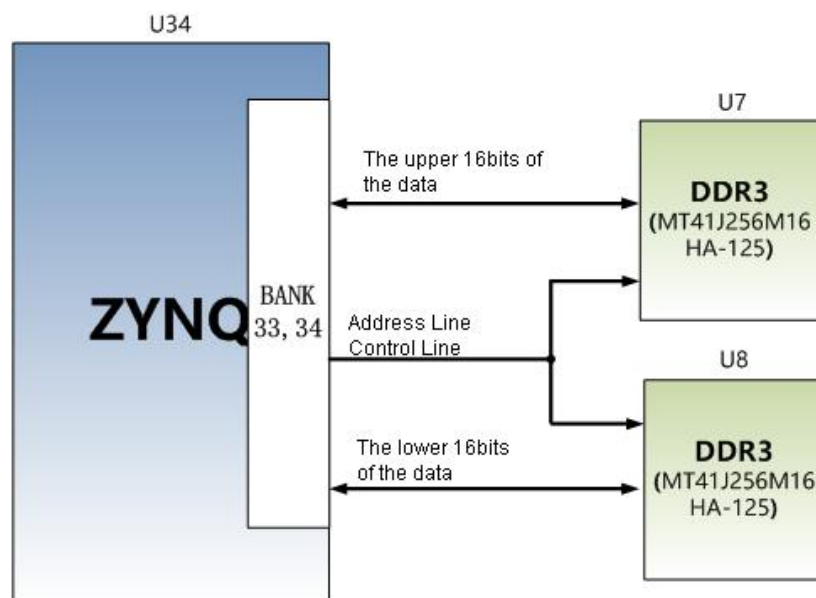 U34
U7
The upper 16bits of
the data
DDR3
(MT41J256M16
HA-125)
ZYNQ
BANK
33, 34
Address Line
Control Line
U8
The lower 16bits
of the data
DDR3
(MT41J256M16
HA-125)